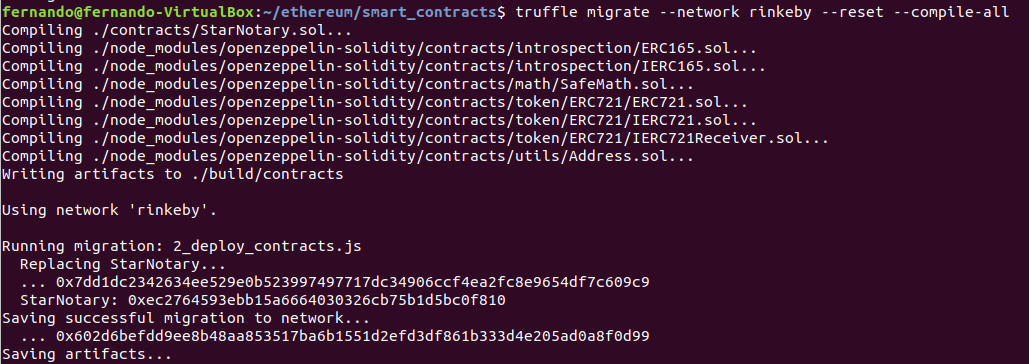 fernando@fernando-VirtualBox:~/ethereum/smart_contracts$ truffle migrate --network rinkeby --reset --compile-all
Compiling ./contracts/StarNotary.sol...
Compiling ./node_modules/openzeppelin-solidity/contracts/introspection/ERC165.sol...
Compiling ./node_modules/openzeppelin-solidity/contracts/introspection/IERC165.sol...
Compiling ./node_modules/openzeppelin-solidity/contracts/math/SafeMath.sol...
Compiling ./node_modules/openzeppelin-solidity/contracts/token/ERC721/ERC721.sol...
Compiling ./node_modules/openzeppelin-solidity/contracts/token/ERC721/IERC721.sol...
Compiling ./node_modules/openzeppelin-solidity/contracts/token/ERC721/IERC721Receiver.sol...
Compiling ./node_modules/openzeppelin-solidity/contracts/utils/Address.sol...
Writing artifacts to ./build/contracts
Using network 'rinkeby'.
Running migration: 2_deploy_contracts.js
Replacing StarNotary...
... 0x7dd1dc2342634ee529e0b523997497717dc34906ccf4ea2fc8e9654df7c609c9
StarNotary: 0xec2764593ebb15a6664030326cb75b1d5bc0f810
Saving successful migration to network...
... 0x602d6befdd9ee8b48aa853517ba6b1551d2efd3df861b333d4e205ad0a8f0d99
Saving artifacts...